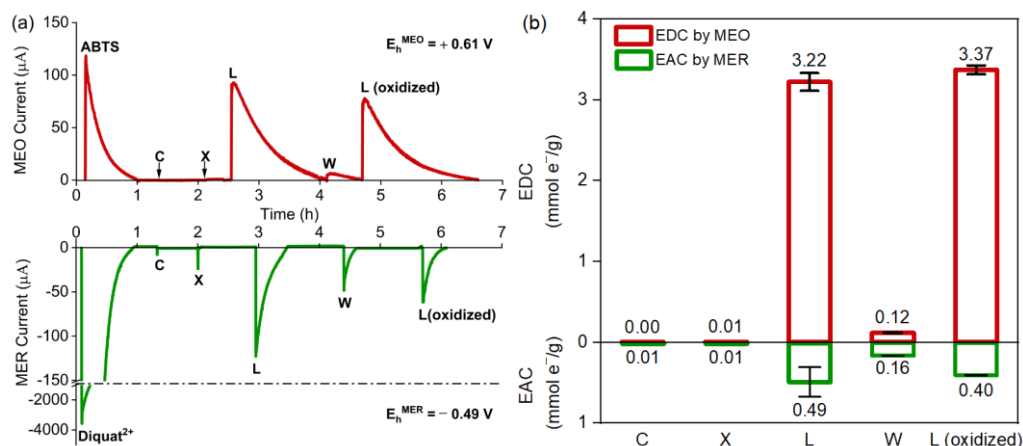 (a)
150
100
50
0
MEO Current (µA)
ABTS
C
X
L
W
L (oxidized)
E_h^MEO = + 0.61 V
0 1 2 3 4 5 6 7
Time (h)
0 1 2 3 4 5 6 7
0
-50
-100
-150
-2000
-4000
MER Current (µA)
C
X
L
W
L(oxidized)
Diquat²⁺
E_h^MER = − 0.49 V
(b)
4
3
2
1
0
1
EDC
(mmol e⁻/g)
EAC
(mmol e⁻/g)
EDC by MEO
EAC by MER
0.00 0.01 3.22 0.12 3.37
0.01 0.01 0.49 0.16 0.40
C X L W L (oxidized)